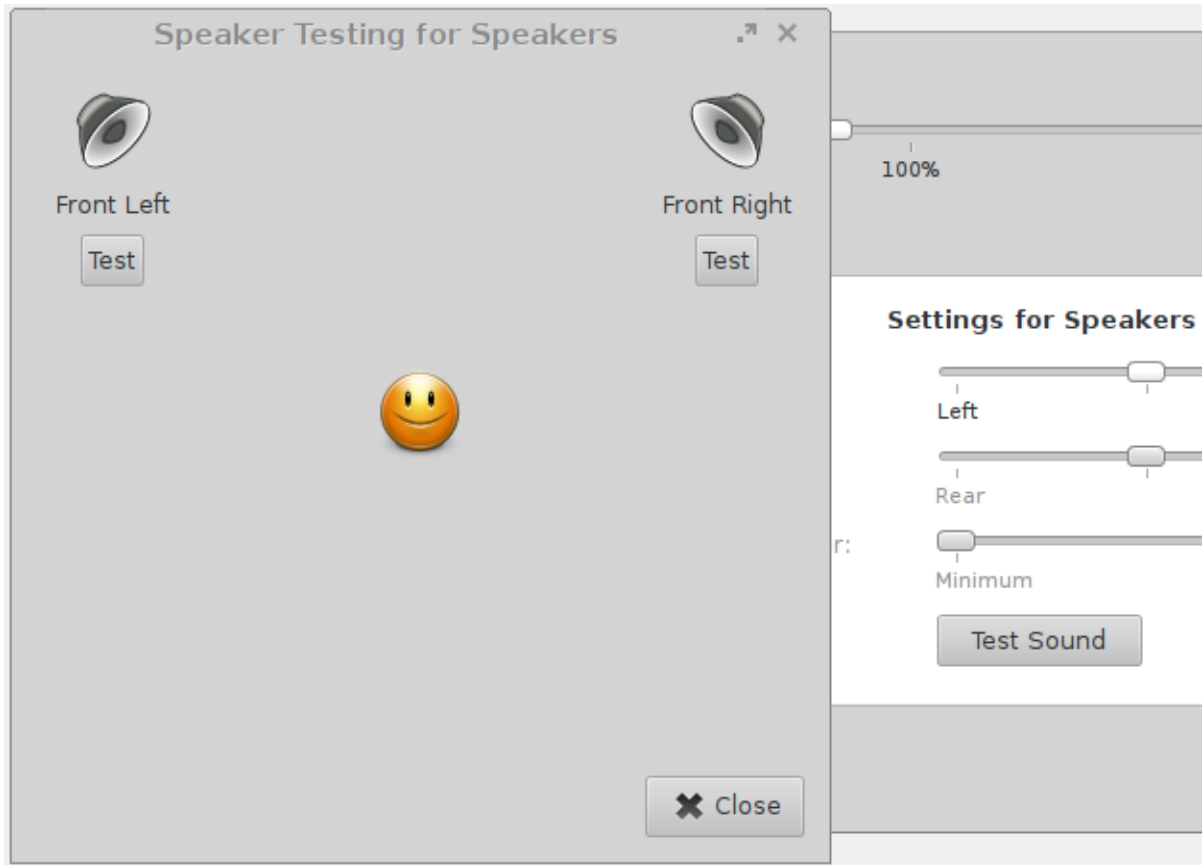 Speaker Testing for Speakers
Front Left
Front Right
Test
Test
Close
100%
Settings for Speakers
Left
Rear
r:
Minimum
Test Sound